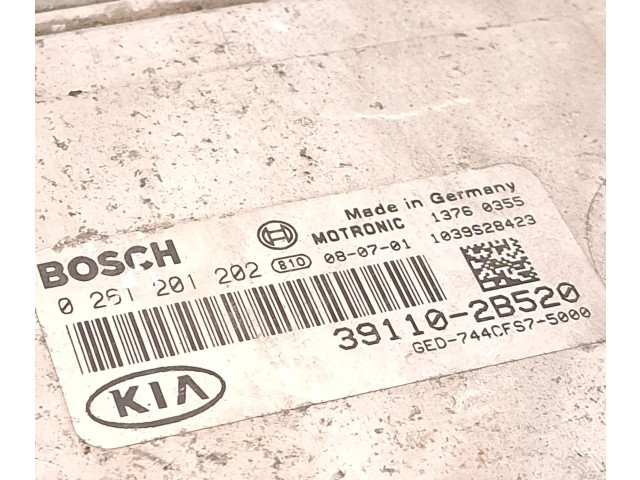 BOSCH
Made in Germany
MOTRONIC 1376 0355
0 261 201 202 810 08-07-01 1039S28423
39110-2B520
GED-744CFS7-5000
KIA